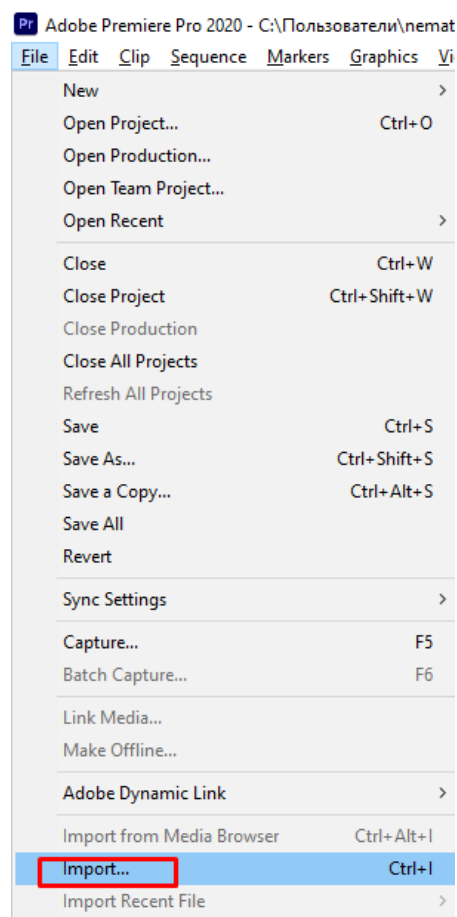 Pr Adobe Premiere Pro 2020 - C:\Пользователи\nemat
File Edit Clip Sequence Markers Graphics Vi
New >
Open Project... Ctrl+O
Open Production...
Open Team Project...
Open Recent >
Close Ctrl+W
Close Project Ctrl+Shift+W
Close Production
Close All Projects
Refresh All Projects
Save Ctrl+S
Save As... Ctrl+Shift+S
Save a Copy... Ctrl+Alt+S
Save All
Revert
Sync Settings >
Capture... F5
Batch Capture... F6
Link Media...
Make Offline...
Adobe Dynamic Link >
Import from Media Browser Ctrl+Alt+I
Import... Ctrl+I
Import Recent File >